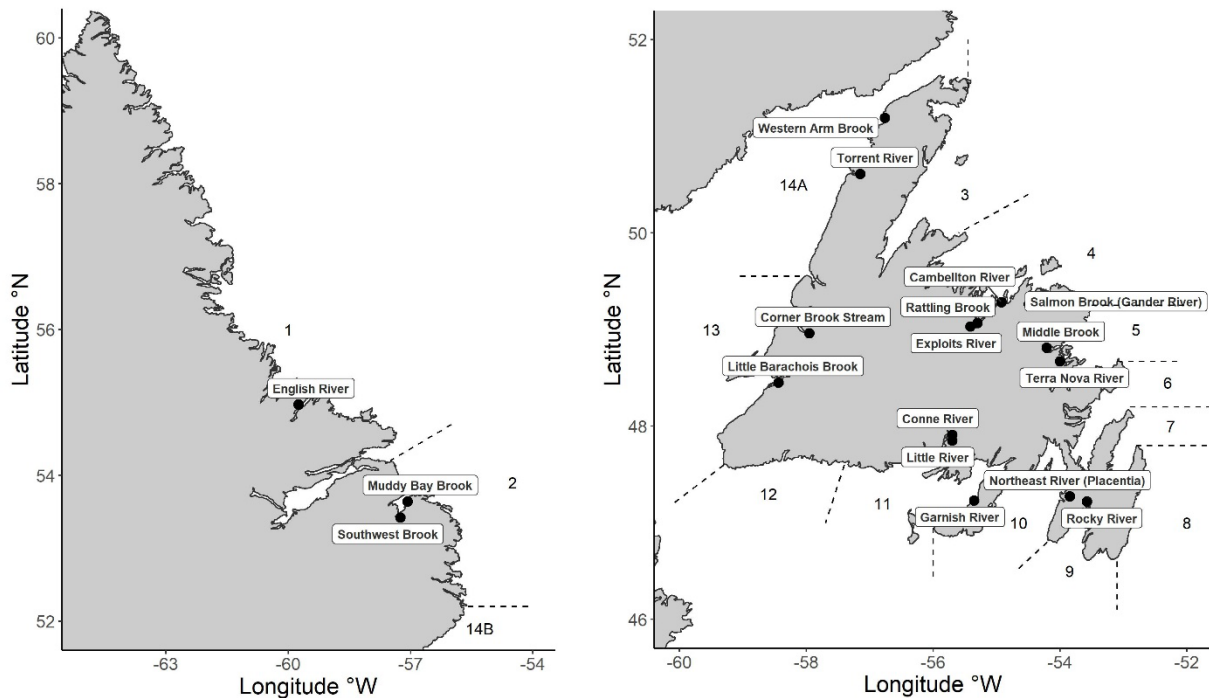 60
58
56
54
52
Latitude °N
-63
-60
-57
-54
Longitude °W
1
English River
2
Muddy Bay Brook
Southwest Brook
14B
52
50
48
46
Latitude °N
-60
-58
-56
-54
-52
Longitude °W
Western Arm Brook
Torrent River
14A
3
4
Cambellton River
Salmon Brook (Gander River)
Rattling Brook
Corner Brook Stream
13
Middle Brook
5
Exploits River
Little Barachois Brook
Terra Nova River
6
Conne River
7
Little River
Northeast River (Placentia)
12
11
Garnish River
10
Rocky River
8
9